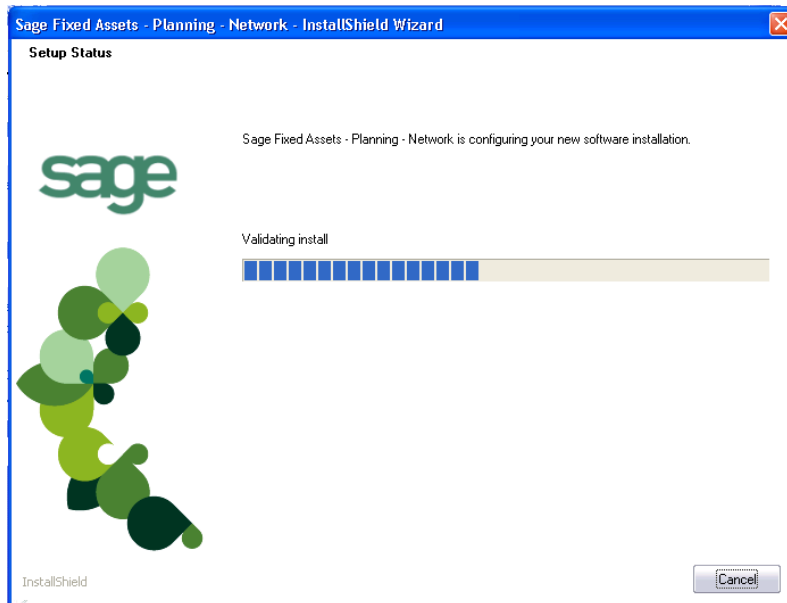 Sage Fixed Assets - Planning - Network - InstallShield Wizard
Setup Status
Sage Fixed Assets - Planning - Network is configuring your new software installation.
sage
Validating install
InstallShield
Cancel